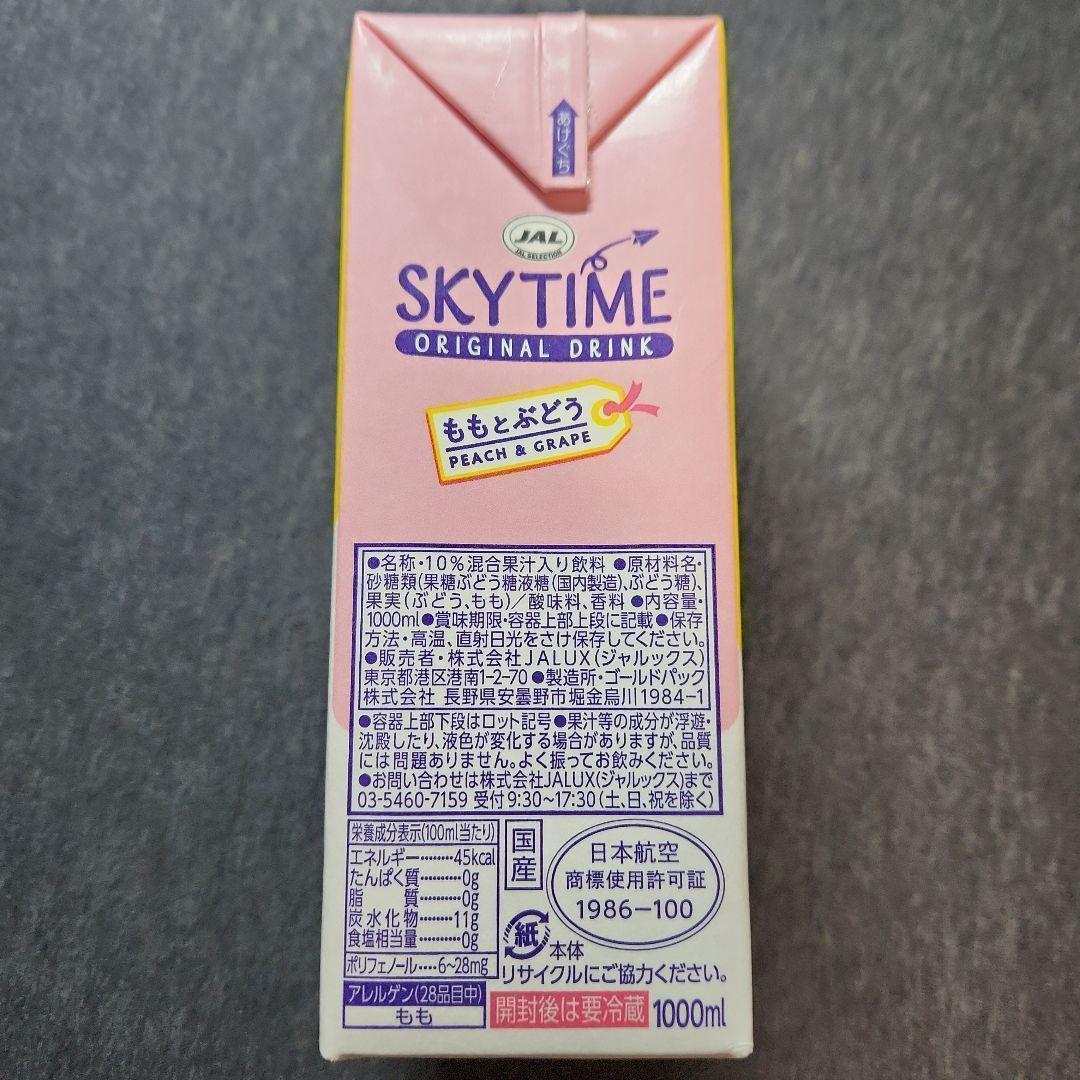 あけぐち
JAL
JAL SELECTION
SKYTIME
ORIGINAL DRINK
ももとぶどう
PEACH & GRAPE
●名称・10%混合果汁入り飲料 ●原材料名・
砂糖類(果糖ぶどう糖液糖(国内製造)、ぶどう糖)、
果実(ぶどう、もも)/酸味料、香料 ●内容量・
1000ml●賞味期限・容器上部上段に記載●保存
方法・高温、直射日光をさけ保存してください。
●販売者・株式会社JALUX(ジャルックス)
東京都港区港南1-2-70 ●製造所・ゴールドパック
株式会社 長野県安曇野市堀金烏川1984-1
●容器上部下段はロット記号●果汁等の成分が浮遊・
沈殿したり、液色が変化する場合がありますが、品質
には問題ありません。よく振ってお飲みください。
●お問い合わせは株式会社JALUX(ジャルックス)まで
03-5460-7159 受付9:30~17:30(土、日、祝を除く)
栄養成分表示(100ml当たり)
エネルギー………45kcal
たんぱく質………0g
脂 質………0g
炭水化物………11g
食塩相当量………0g
ポリフェノール‥‥6~28mg
アレルゲン(28品目中)
もも
国産
日本航空
商標使用許可証
1986-100
紙 本体
リサイクルにご協力ください。
開封後は要冷蔵 1000ml